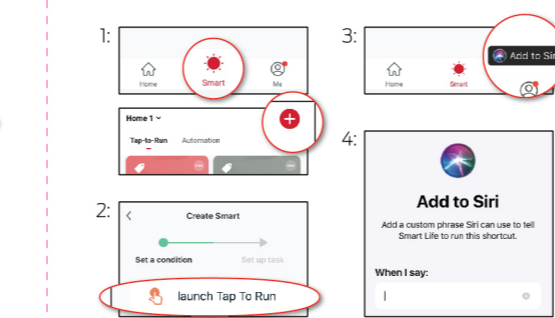 1:
Home
Smart
Me
Home 1
Tap-to-Run Automation
2:
Create Smart
Set a condition
Set up task
launch Tap To Run
3:
Add to Sir
Home
Smart
4:
Add to Siri
Add a custom phrase Siri can use to tell
Smart Life to run this shortcut.
When I say: